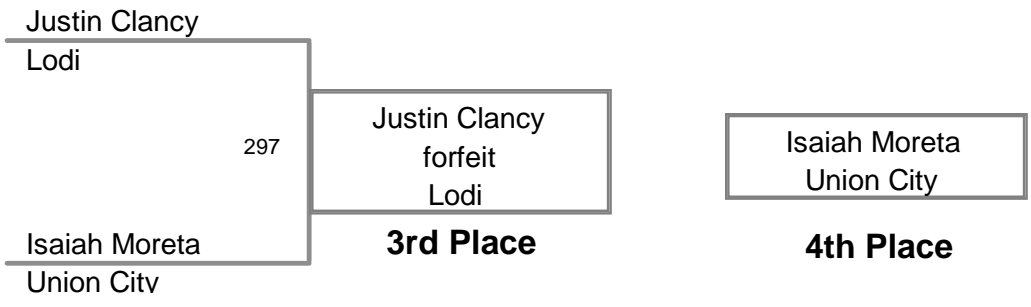 Justin Clancy
Lodi
297
Isaiah Moreta
Union City
Justin Clancy
forfeit
Lodi
3rd Place
Isaiah Moreta
Union City
4th Place